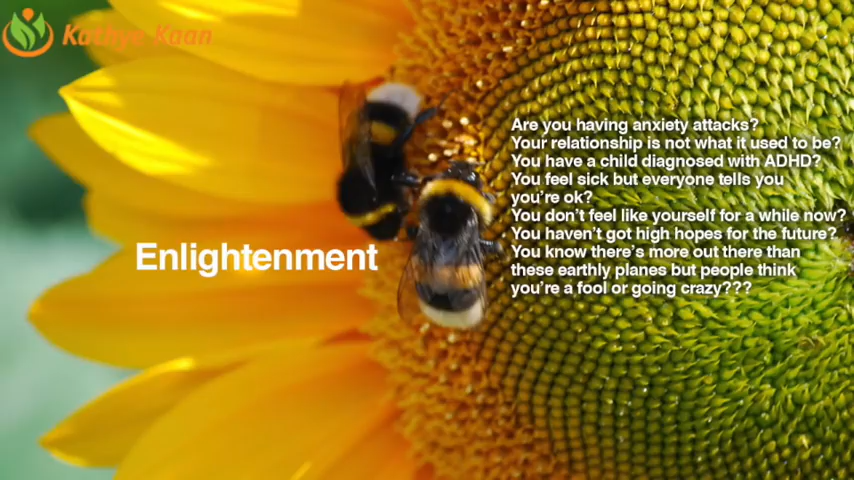 Kathye Kaan
Are you having anxiety attacks?
Your relationship is not what it used to be?
You have a child diagnosed with ADHD?
You feel sick but everyone tells you
you're ok?
You don't feel like yourself for a while now?
You haven't got high hopes for the future?
You know there's more out there than
these earthly planes but people think
you're a fool or going crazy???
Enlightenment